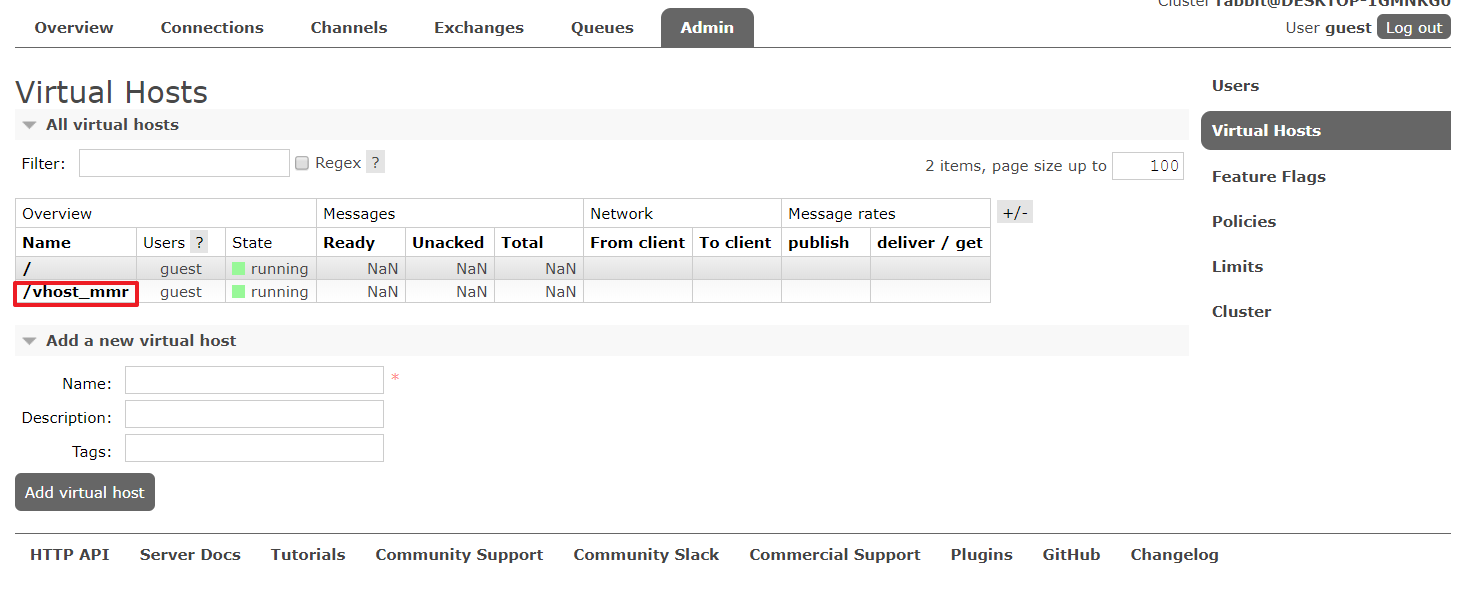 Cluster rabbit@DESKTOP-1GMNKG0
Overview Connections Channels Exchanges Queues Admin
User guest Log out
Virtual Hosts
All virtual hosts
Filter: Regex ?
2 items, page size up to 100
Overview Messages Network Message rates +/-
Name Users ? State Ready Unacked Total From client To client publish deliver / get
/ guest running NaN NaN NaN
/vhost_mmr guest running NaN NaN NaN
Add a new virtual host
Name: *
Description:
Tags:
Add virtual host
Users
Virtual Hosts
Feature Flags
Policies
Limits
Cluster
HTTP API Server Docs Tutorials Community Support Community Slack Commercial Support Plugins GitHub Changelog